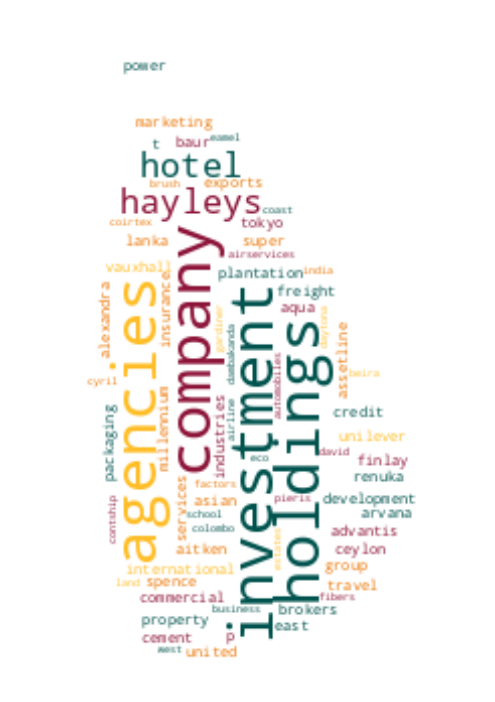 power
marketing
eamel
t
baur
hotel
brush
exports
hayleys
coast
coirtex
tokyo
lanka
super
company
airservices
vauxhall
plantation
india
insurance
agencies
alexandra
freight
investment
aqua
holdings
gardiner
daytona
dambakanda
assetline
automobiles
beira
cyril
millennium
industries
airline
packaging
credit
unilever
eco
david
finlay
renuka
factors
services
contship
asian
pieris
development
school
arvana
colombo
advantis
estates
aitken
ceylon
international
group
land
spence
travel
commercial
fibers
business
brokers
property
east
cement
p
west
united